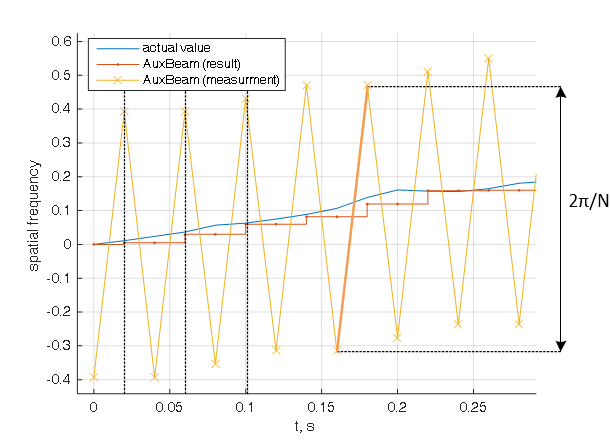 actual value
AuxBeam (result)
AuxBeam (measurment)
0.6
0.5
0.4
0.3
0.2
0.1
0
-0.1
-0.2
-0.3
-0.4
spatial frequency
2π/N
0 0.05 0.1 0.15 0.2 0.25
t, s